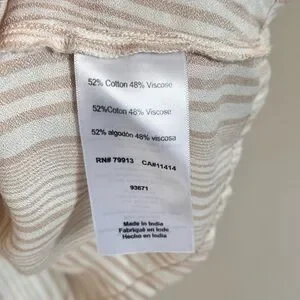 52% Cotton 48% Viscose
52%Coton 48% Viscose
52% algodón 48% viscosa
RN# 79913 CA#11414
93671
Made in India
Fabriqué en Inde
Hecho en India